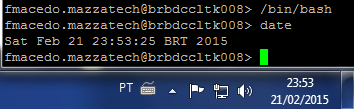 fmacedo.mazzatech@brbdccltk008> /bin/bash
fmacedo.mazzatech@brbdccltk008> date
Sat Feb 21 23:53:25 BRT 2015
fmacedo.mazzatech@brbdccltk008>
PT
23:53
21/02/2015